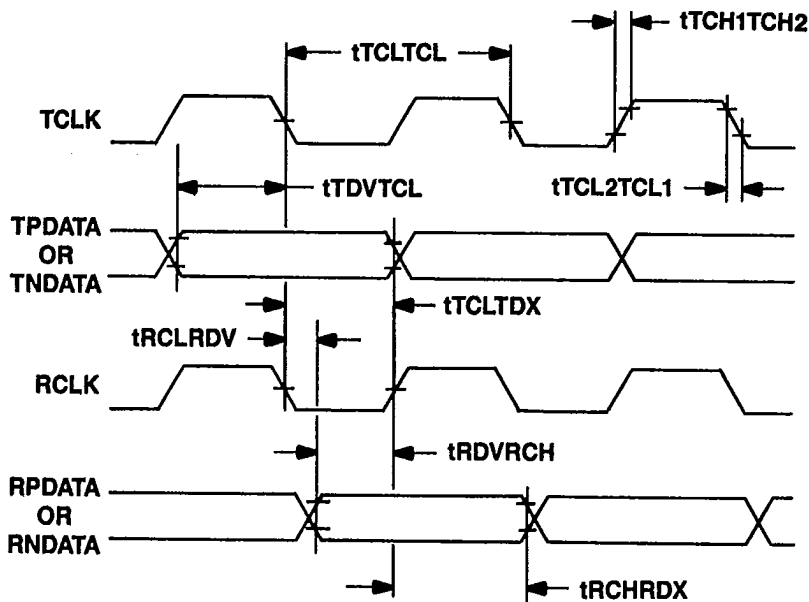 tTCH1TCH2
tTCLTCL
TCLK
tTDVTCL
tTCL2TCL1
TPDATA
OR
TNDATA
tTCLTDX
tRCLRDV
RCLK
tRDVRCH
RPDATA
OR
RNDATA
tRCHRDX